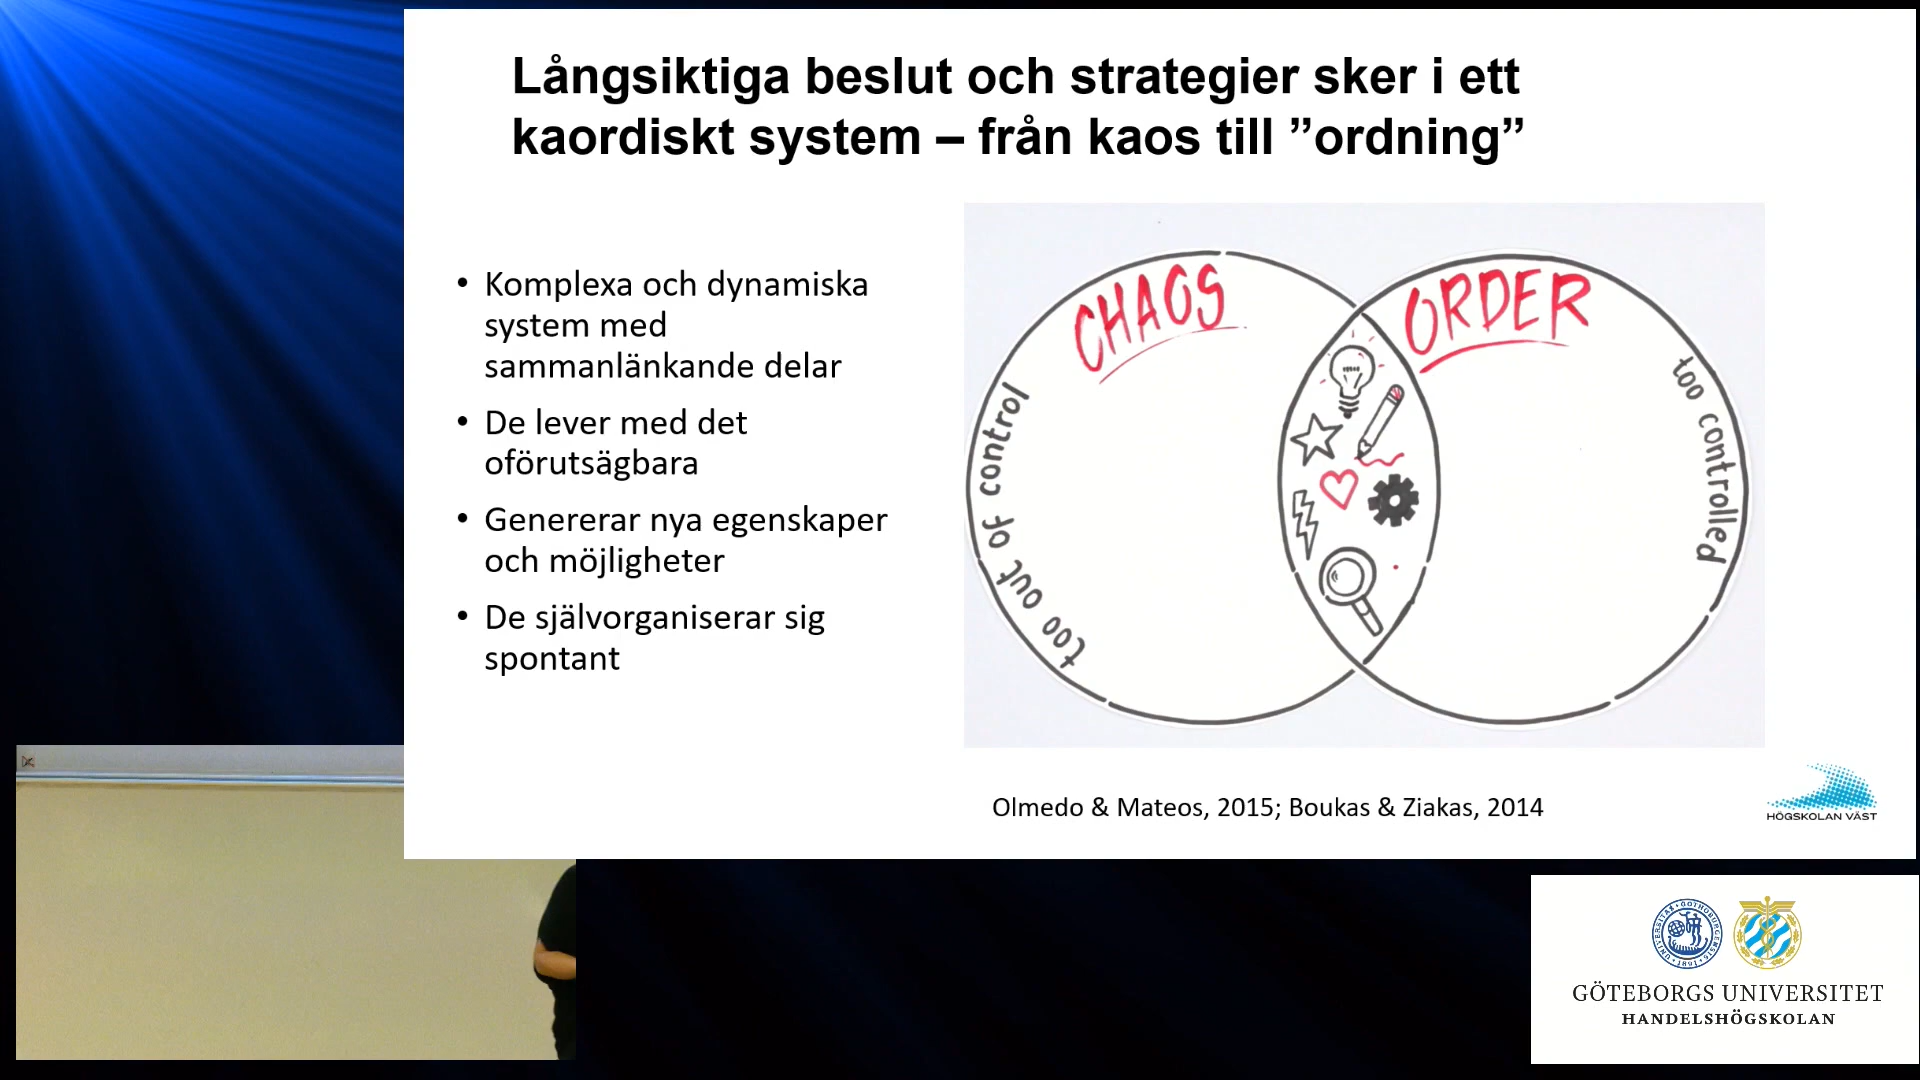 Långsiktiga beslut och strategier sker i ett
kaordiskt system – från kaos till ”ordning”
• Komplexa och dynamiska
system med
sammanlänkande delar
• De lever med det
oförutsägbara
• Genererar nya egenskaper
och möjligheter
• De självorganiserar sig
spontant
CHAOS
ORDER
too out of control
too controlled
Olmedo & Mateos, 2015; Boukas & Ziakas, 2014
HÖGSKOLAN VÄST
GÖTEBORGS UNIVERSITET
HANDELSHÖGSKOLAN